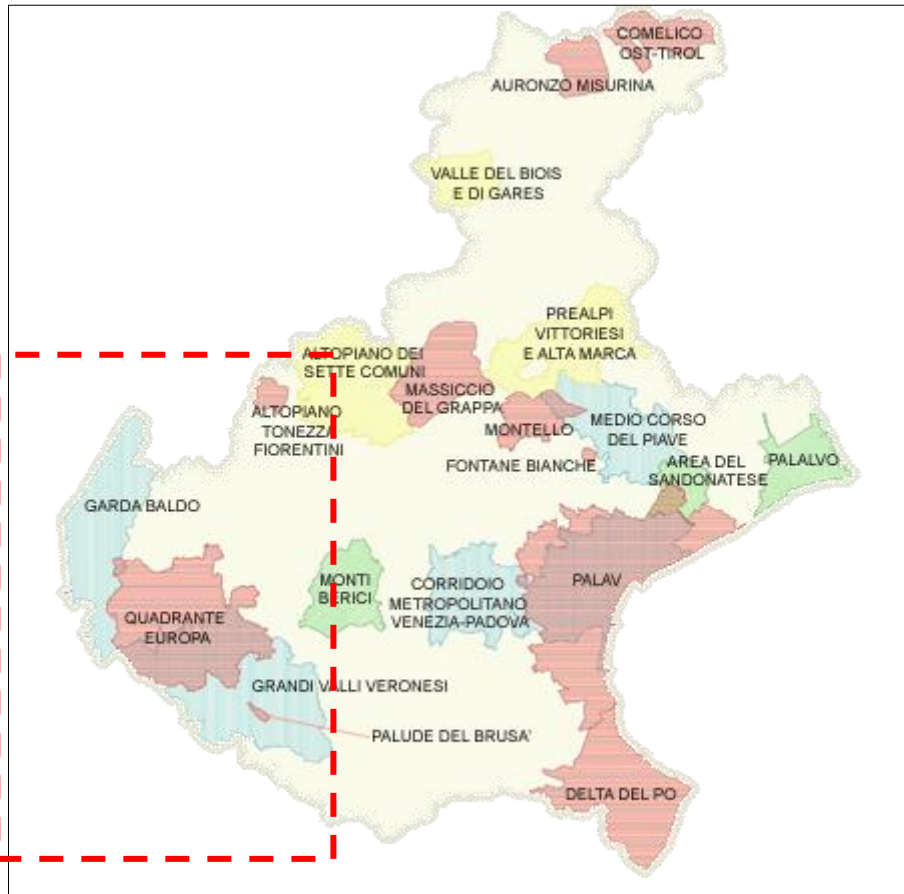 COMELICO
OST-TIROL
AURONZO MISURINA
VALLE DEL BIOIS
E DI GARES
PREALPI
VITTORIESI
E ALTA MARCA
ALTOPIANO DEI
SETTE COMUNI
MASSICCIO
DEL GRAPPA
ALTOPIANO
TONEZZA
FIORENTINI
MONTELLO
MEDIO CORSO
DEL PIAVE
FONTANE BIANCHE
AREA DEL
SANDONATESE
PALALVO
GARDA BALDO
MONTI
BERICI
CORRIDOIO
METROPOLITANO
VENEZIA-PADOVA
PALAV
QUADRANTE
EUROPA
GRANDI VALLI VERONESI
PALUDE DEL BRUSA'
DELTA DEL PO